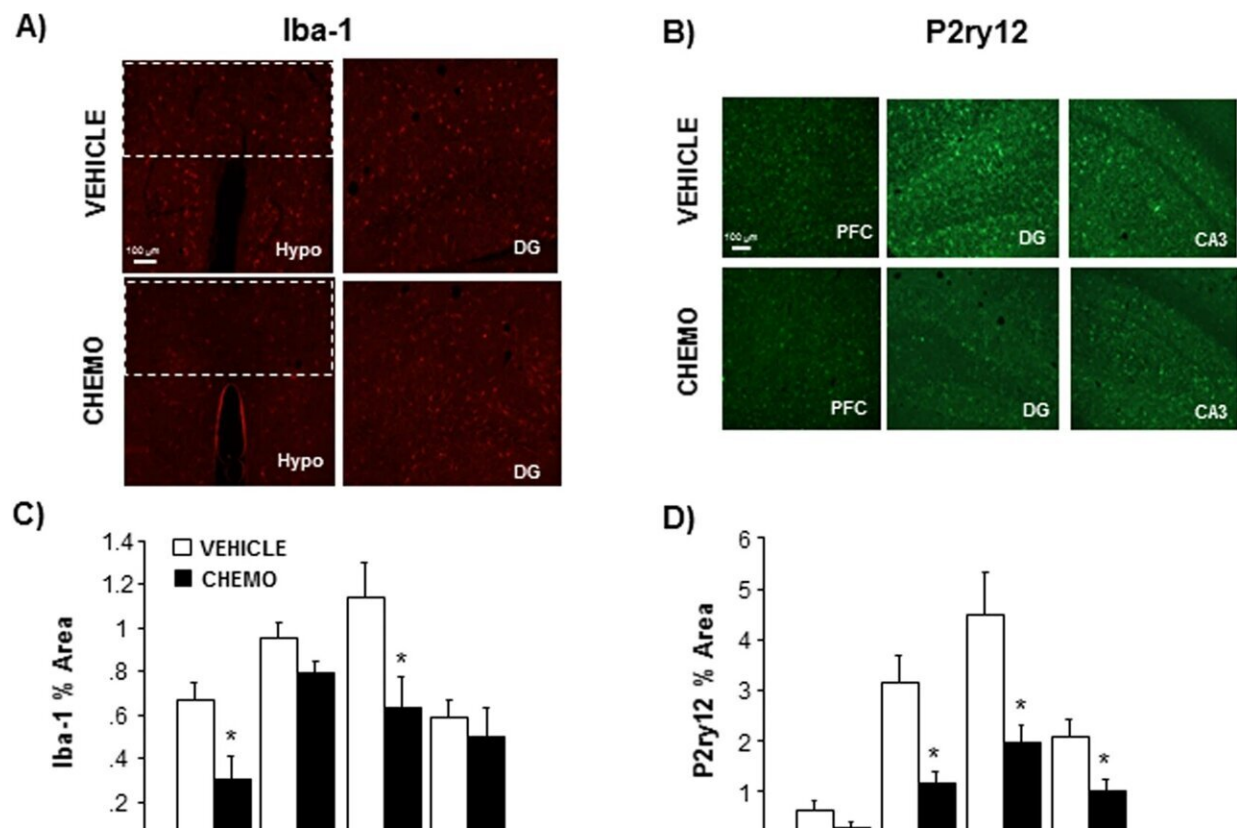 A)
Iba-1
VEHICLE
100 µm
Hypo
DG
CHEMO
Hypo
DG
B)
P2ry12
VEHICLE
100 µm
PFC
DG
CA3
CHEMO
PFC
DG
CA3
C)
Iba-1 % Area
1.4
1.2
1
.8
.6
.4
.2
VEHICLE
CHEMO
*
*
D)
P2ry12 % Area
6
5
4
3
2
1
*
*
*